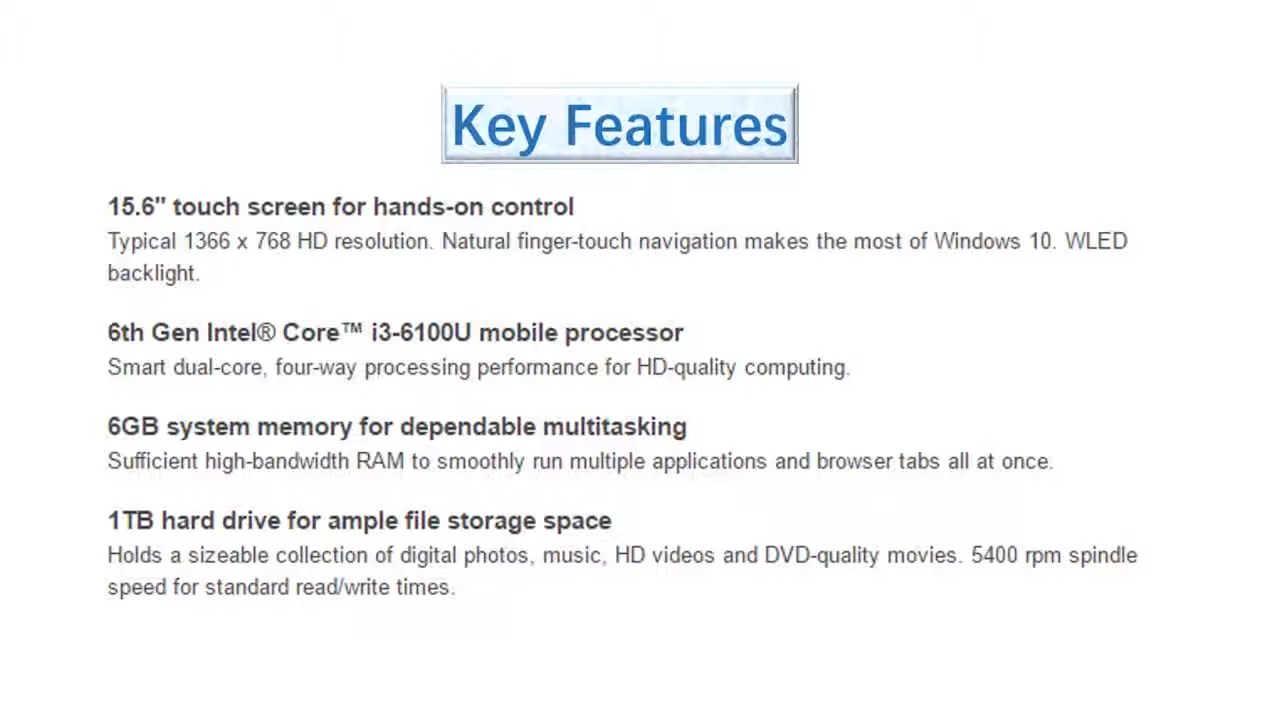 Key Features
15.6" touch screen for hands-on control
Typical 1366 x 768 HD resolution. Natural finger-touch navigation makes the most of Windows 10. WLED
backlight.
6th Gen Intel® Core™ i3-6100U mobile processor
Smart dual-core, four-way processing performance for HD-quality computing.
6GB system memory for dependable multitasking
Sufficient high-bandwidth RAM to smoothly run multiple applications and browser tabs all at once.
1TB hard drive for ample file storage space
Holds a sizeable collection of digital photos, music, HD videos and DVD-quality movies. 5400 rpm spindle
speed for standard read/write times.